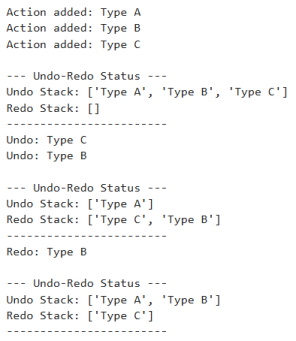 Action added: Type A
Action added: Type B
Action added: Type C

--- Undo-Redo Status ---
Undo Stack: ['Type A', 'Type B', 'Type C']
Redo Stack: []
------------------------
Undo: Type C
Undo: Type B

--- Undo-Redo Status ---
Undo Stack: ['Type A']
Redo Stack: ['Type C', 'Type B']
------------------------
Redo: Type B

--- Undo-Redo Status ---
Undo Stack: ['Type A', 'Type B']
Redo Stack: ['Type C']
------------------------